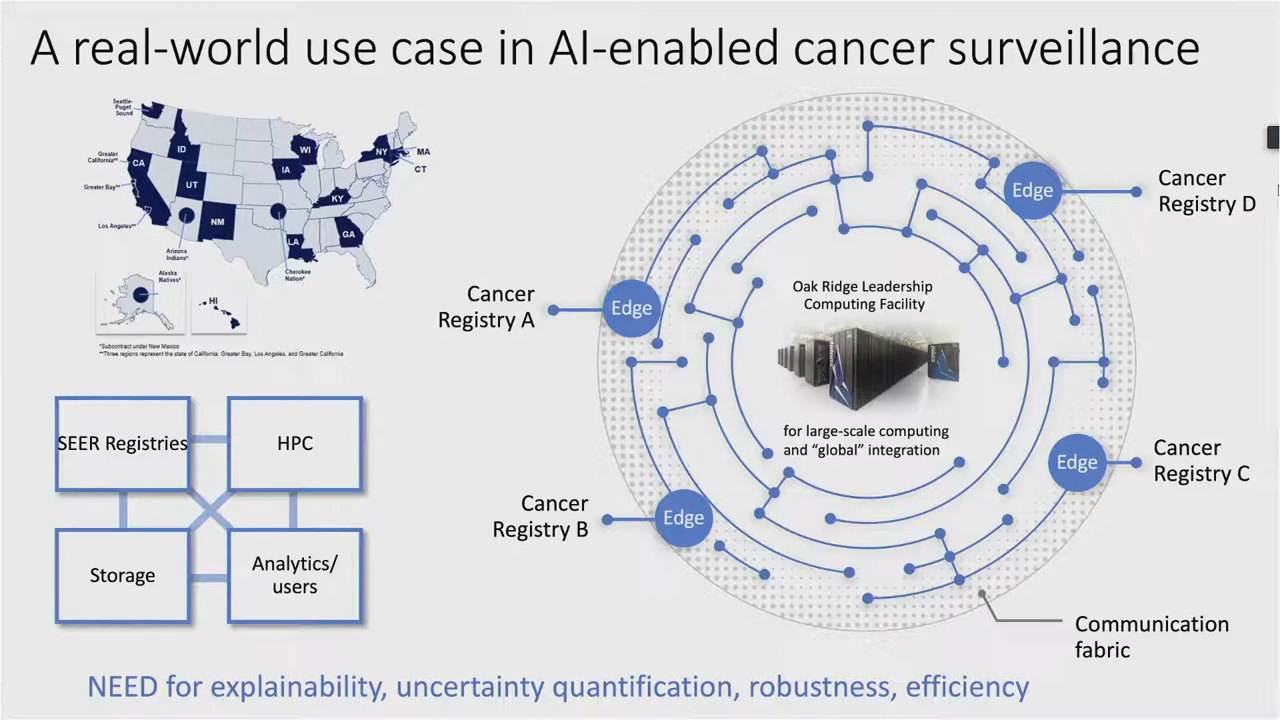 A real-world use case in AI-enabled cancer surveillance
Seattle-
Puget
Sound
Greater
California**
Greater Bay**
Los Angeles**
CA
ID
UT
NM
WI
IA
KY
LA
GA
NY
MA
CT
Arizona
Indians*
Cherokee
Nation*
Alaska
Natives*
HI
*Subcontract under New Mexico
**Three regions represent the state of California: Greater Bay, Los Angeles, and Greater California
SEER Registries
HPC
Storage
Analytics/
users
Cancer
Registry A
Edge
Cancer
Registry B
Edge
Oak Ridge Leadership
Computing Facility
for large-scale computing
and “global” integration
Edge
Cancer
Registry D
Edge
Cancer
Registry C
Communication
fabric
NEED for explainability, uncertainty quantification, robustness, efficiency